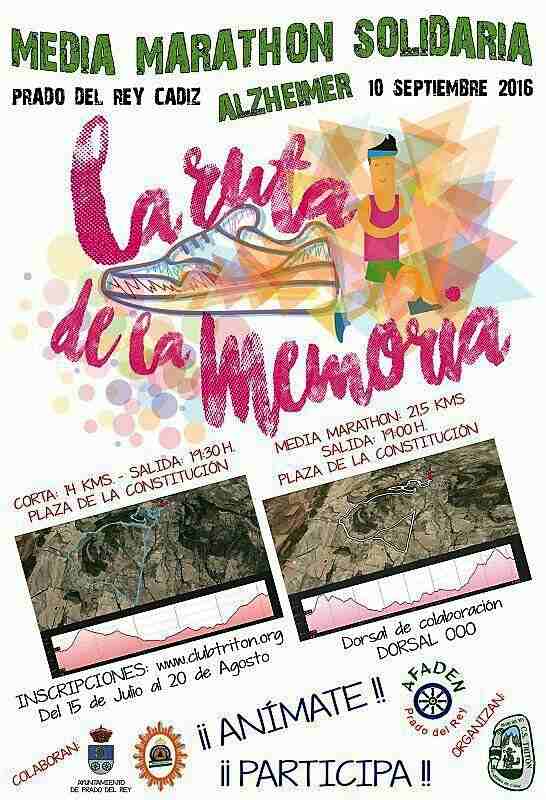 MEDIA MARATHON SOLIDARIA
PRADO DEL REY CADIZ
ALZHEIMER
10 SEPTIEMBRE 2016
La ruta
de la Memoria
CORTA: 14 KMS. - SALIDA: 19:30 H.
PLAZA DE LA CONSTITUCIÓN
MEDIA MARATHON: 21.5 KMS
SALIDA: 19:00 H.
PLAZA DE LA CONSTITUCIÓN
INSCRIPCIONES: www.clubtriton.org
Del 15 de Julio al 20 de Agosto
Dorsal de colaboración
DORSAL 000
¡¡ ANÍMATE !!
¡¡ PARTICIPA !!
AFADEN
Prado del Rey
COLABORAN:
AYUNTAMIENTO
DE PRADO DEL REY
ORGANIZAN: